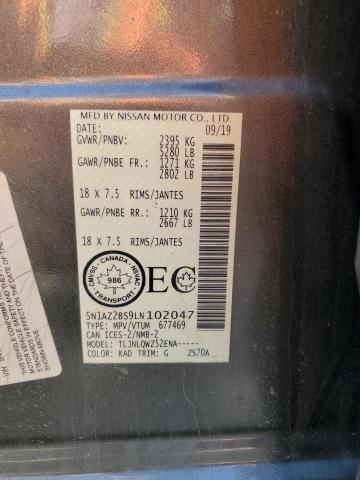 MFD BY NISSAN MOTOR CO., LTD.
DATE: 09/19
GVWR/PNBV: 2395 KG
5280 LB
GAWR/PNBE FR.: 1271 KG
2802 LB
18 X 7.5 RIMS/JANTES
GAWR/PNBE RR.: 1210 KG
2667 LB
18 X 7.5 RIMS/JANTES
CANADA
CMVSS NSVAC
986
EC
5N1AZ2BS9LN102047
TYPE: MPV/VTUM 677469
CAN ICES-2/NMB-2
MODEL: TLJNLQWZ52ENA-----
COLOR: KAD TRIM: G ZS70A